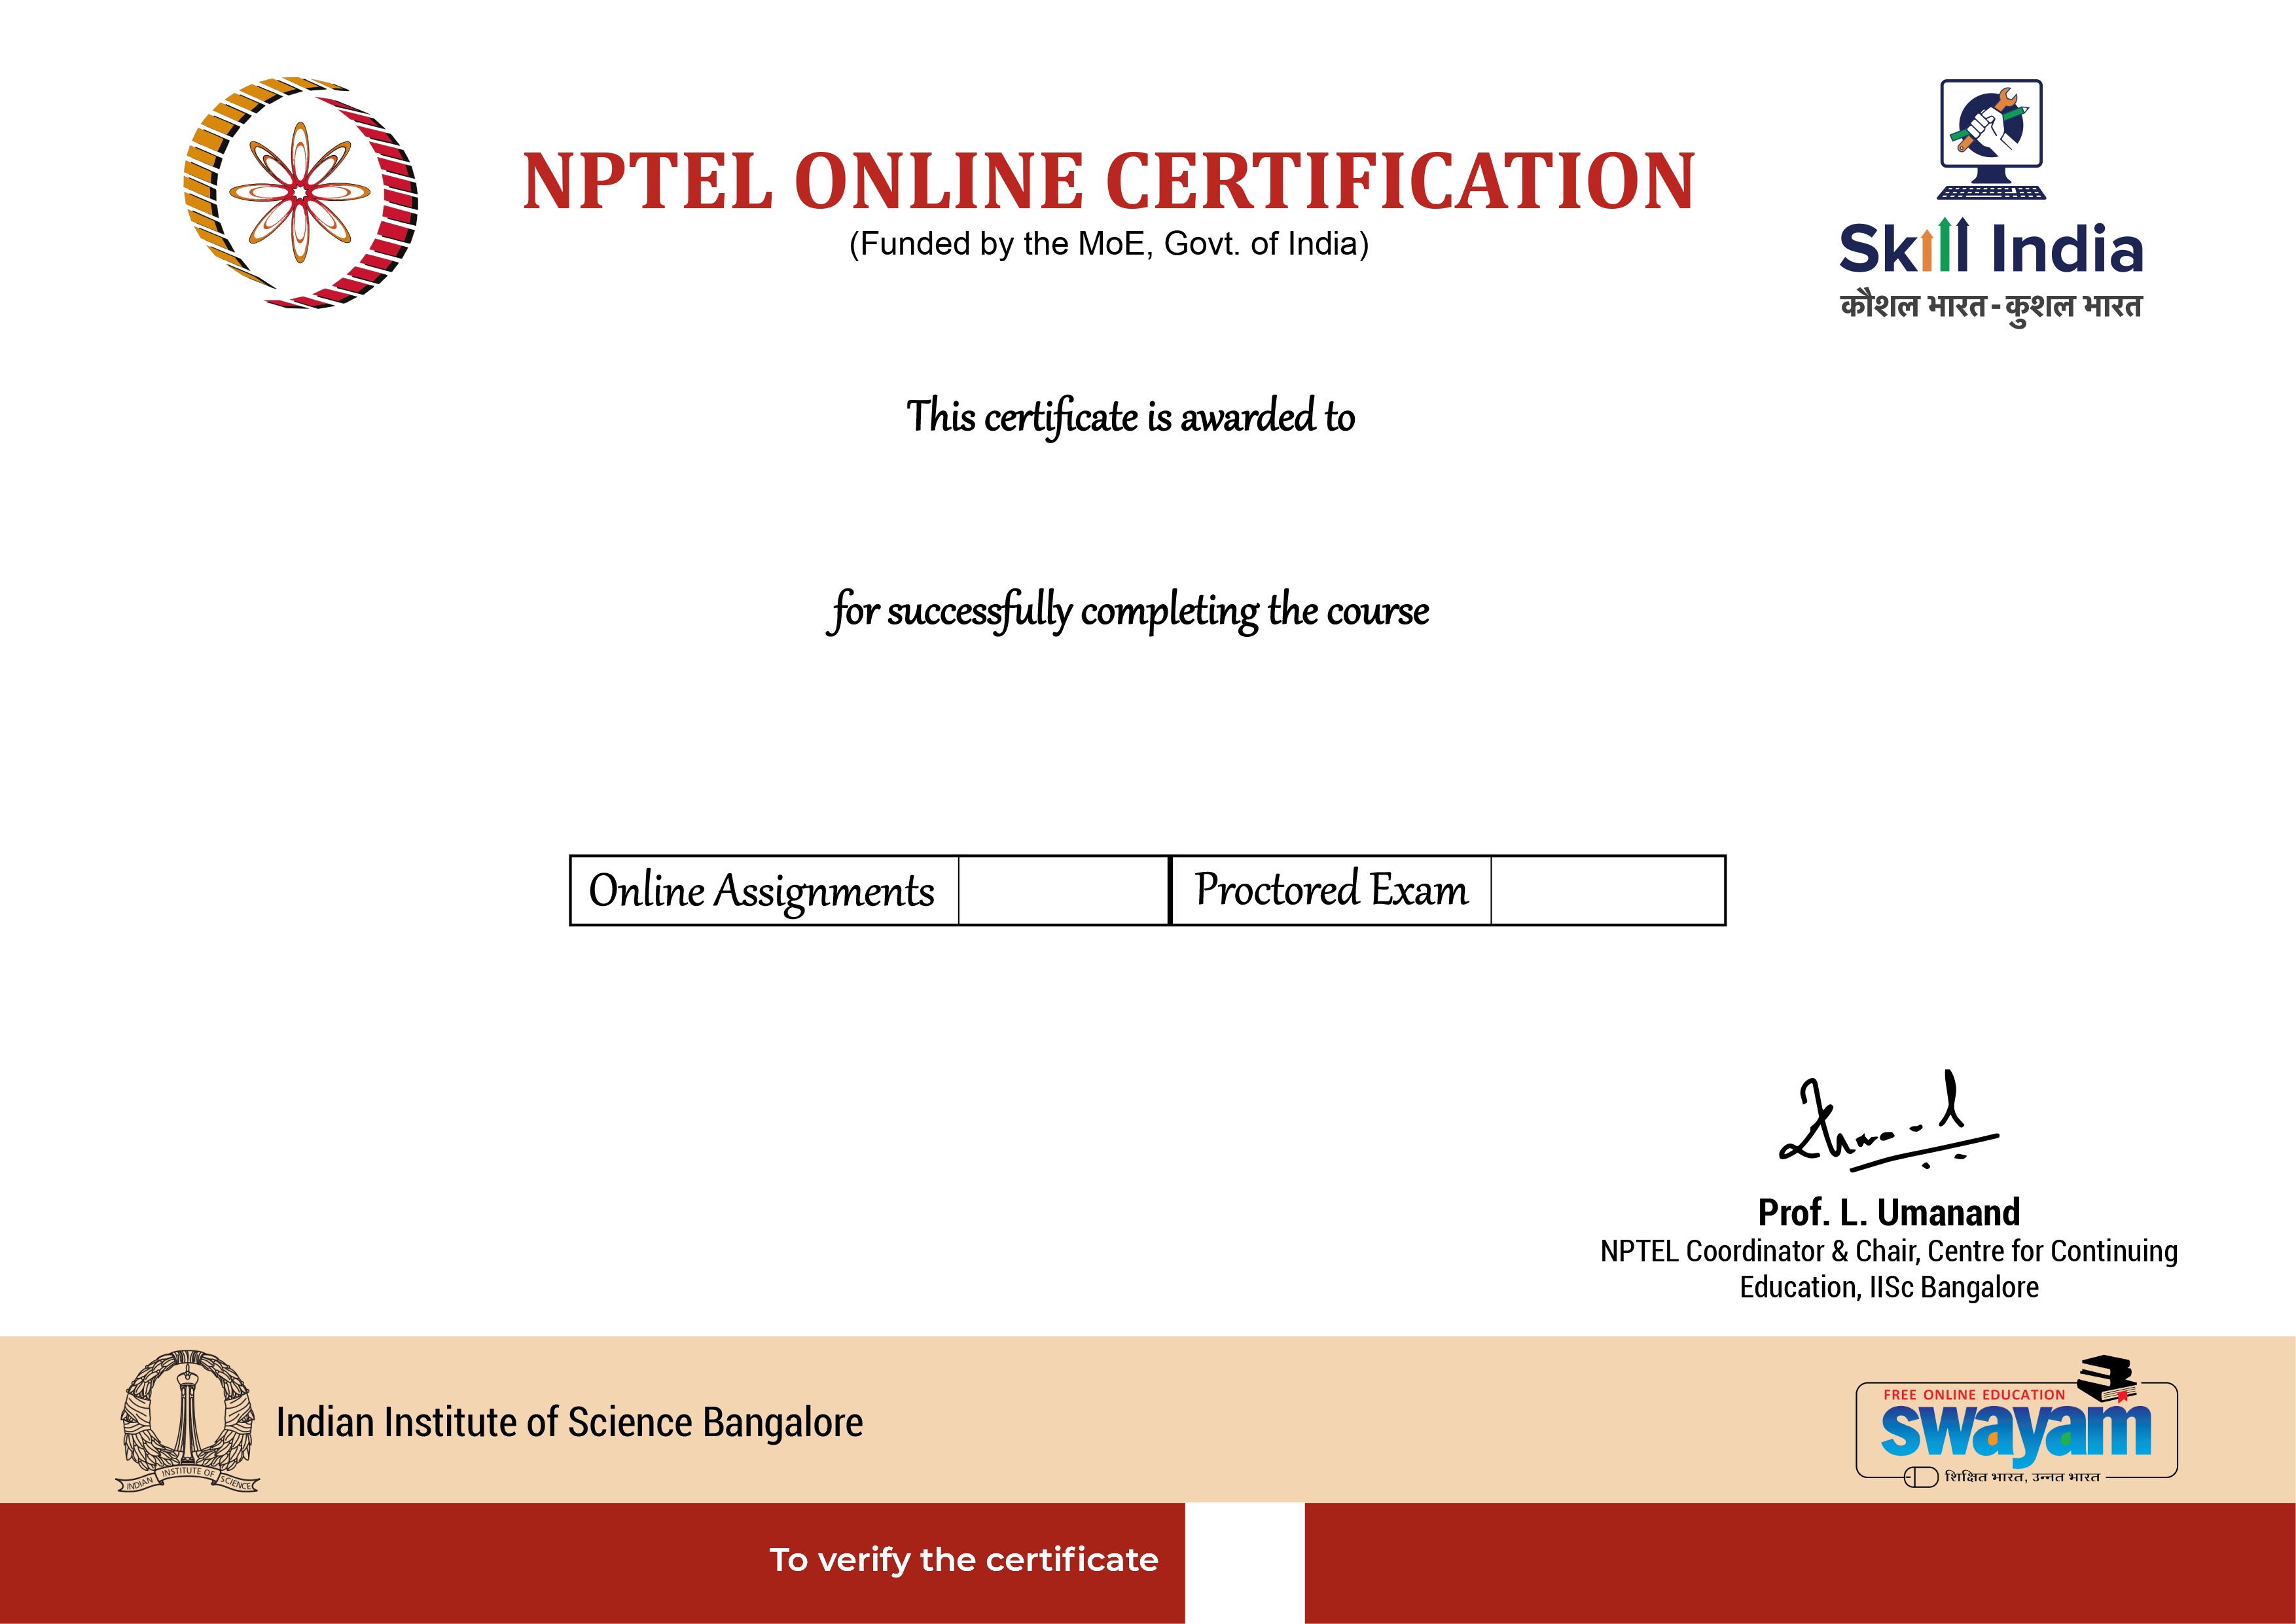 NPTEL ONLINE CERTIFICATION
(Funded by the MoE, Govt. of India)
Skill India
कौशल भारत - कुशल भारत
This certificate is awarded to
for successfully completing the course
Online Assignments
Proctored Exam
Prof. L. Umanand
NPTEL Coordinator & Chair, Centre for Continuing
Education, IISc Bangalore
INDIAN INSTITUTE OF SCIENCE
Indian Institute of Science Bangalore
FREE ONLINE EDUCATION
swayam
शिक्षित भारत, उन्नत भारत
To verify the certificate